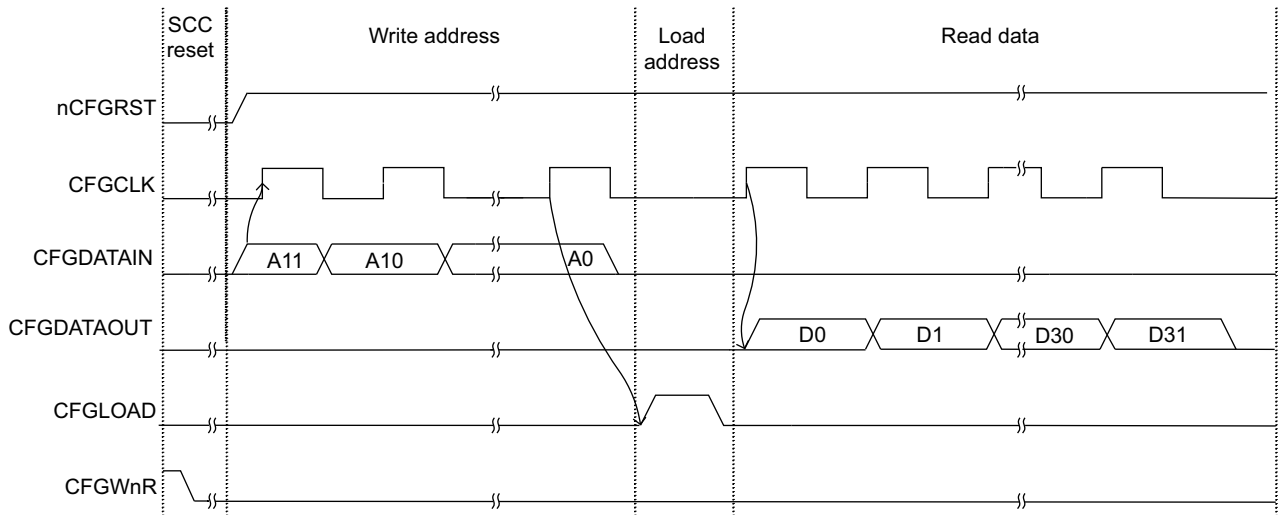 SCC
reset
Write address
Load
address
Read data
nCFGRST
CFGCLK
CFGDATAIN
A11
A10
A0
CFGDATAOUT
D0
D1
D30
D31
CFGLOAD
CFGWnR